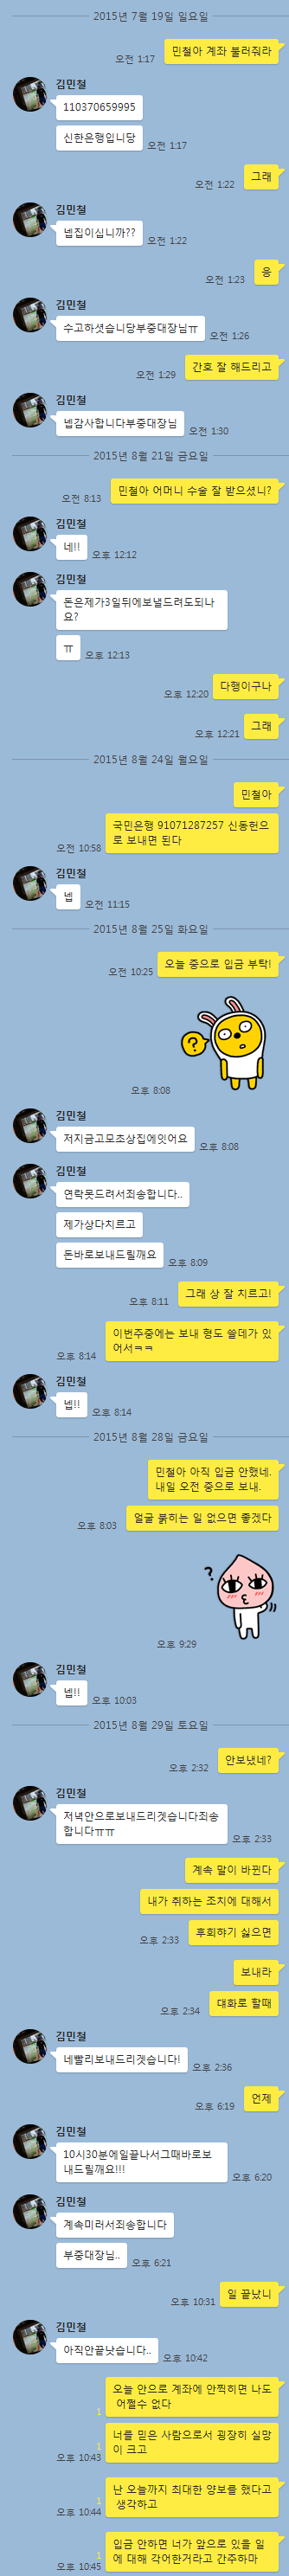 2015년 7월 19일 일요일
민철아 계좌 불러줘라
오전 1:17
김민철
110370659995
신한은행입니당
오전 1:17
그래
오전 1:22
김민철
넵집이십니까??
오전 1:22
응
오전 1:23
김민철
수고하셧습니당부중대장님ㅠ
오전 1:26
간호 잘 해드리고
오전 1:29
김민철
넵감사합니다부중대장님
오전 1:30
2015년 8월 21일 금요일
민철아 어머니 수술 잘 받으셨니?
오전 8:13
김민철
네!!
오후 12:12
김민철
돈은제가3일뒤에보낼드려도되나
요?
ㅠ
오후 12:13
다행이구나
오후 12:20
그래
오후 12:21
2015년 8월 24일 월요일
민철아
국민은행 91071287257 신동헌으
로 보내면 된다
오전 10:58
김민철
넵
오전 11:15
2015년 8월 25일 화요일
오늘 중으로 입금 부탁!
오전 10:25
?
오후 8:08
김민철
저지금고모초상집에잇어요
오후 8:08
김민철
연락못드려서죄송합니다..
제가상다치르고
돈바로보내드릴깨요
오후 8:09
그래 상 잘 치르고!
오후 8:11
이번주중에는 보내 형도 쓸데가 있
어서ㅋㅋ
오후 8:14
김민철
넵!!
오후 8:14
2015년 8월 28일 금요일
민철아 아직 입금 안했네.
내일 오전 중으로 보내.
얼굴 붉히는 일 없으면 좋겠다
오후 8:03
?
오후 9:29
김민철
넵!!
오후 10:03
2015년 8월 29일 토요일
안보냈네?
오후 2:32
김민철
저녁안으로보내드리겟습니다죄송
합니다ㅠㅠ
오후 2:33
계속 말이 바뀐다
내가 취하는 조치에 대해서
후회햐기 싫으면
오후 2:33
보내라
대화로 할때
오후 2:34
김민철
네빨리보내드리겟습니다!
오후 2:36
언제
오후 6:19
김민철
10시30분에일끝나서그때바로보
내드릴깨요!!!
오후 6:20
김민철
계속미러서죄송합니다
부중대장님..
오후 6:21
일 끝났니
오후 10:31
김민철
아직안끝낫습니다..
오후 10:42
오늘 안으로 계좌에 안찍히면 나도
어쩔수 없다
1
너를 믿은 사람으로서 굉장히 실망
이 크고
1
오후 10:43
난 오늘까지 최대한 양보를 했다고
생각하고
1
오후 10:44
입금 안하면 너가 앞으로 있을 일
에 대해 각어한거라고 간주하마
1
오후 10:45